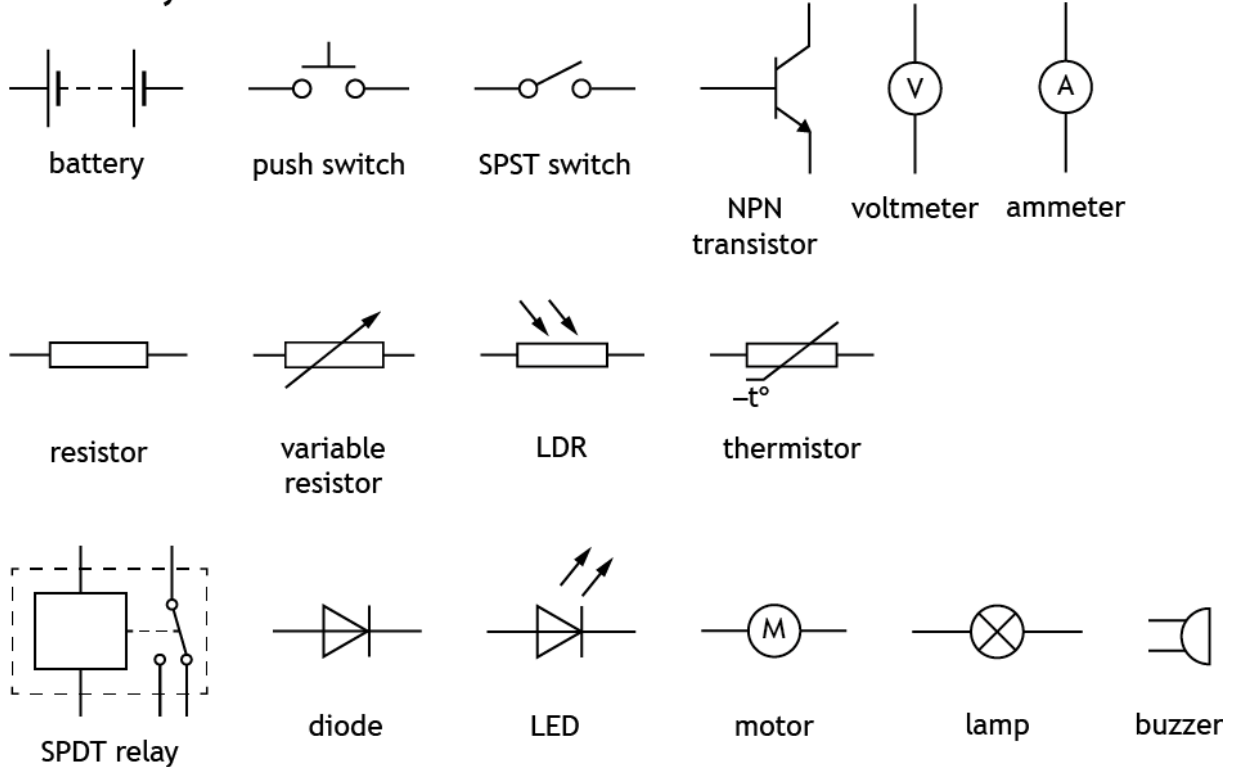 V
A
battery
push switch
SPST switch
NPN
transistor
voltmeter
ammeter
–t°
resistor
variable
resistor
LDR
thermistor
M
SPDT relay
diode
LED
motor
lamp
buzzer